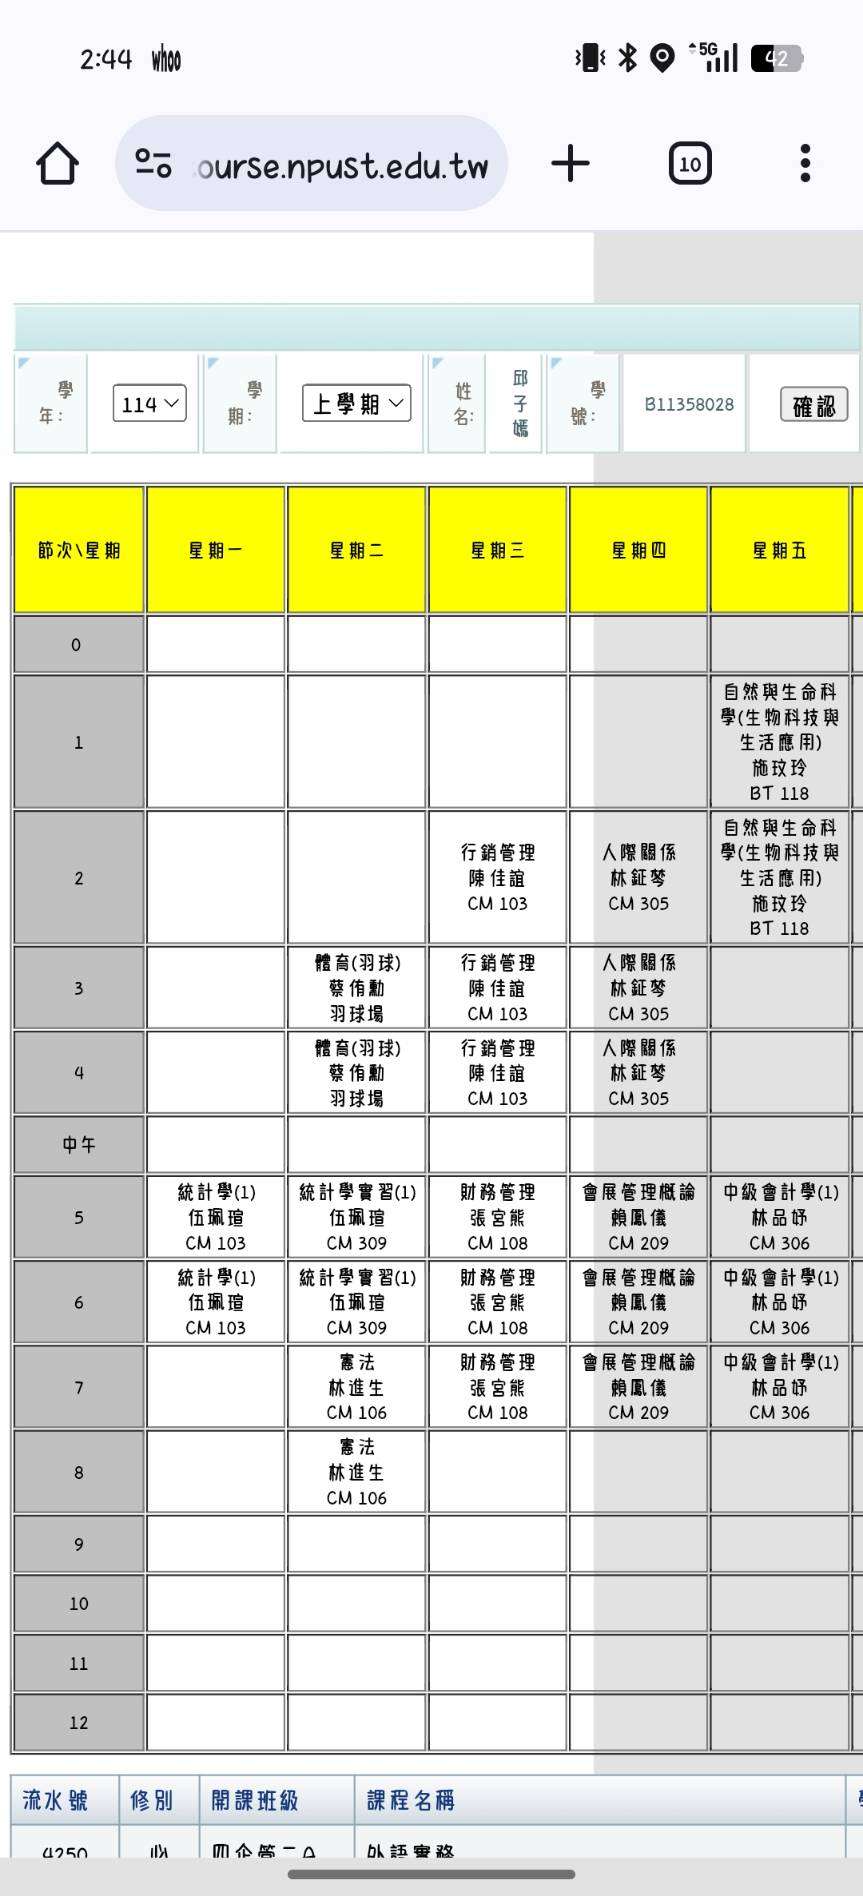 2:44 whoo 5G 42
ourse.npust.edu.tw 10
學年: 114 上學期 學期: 姓名: 邱子嫣 學號: B11358028 確認
節次\星期 星期一 星期二 星期三 星期四 星期五
0
1
自然與生命科
學(生物科技與
生活應用)
施玟玲
BT 118
2
行銷管理
陳佳誼
CM 103
人際關係
林鉦棽
CM 305
自然與生命科
學(生物科技與
生活應用)
施玟玲
BT 118
3
體育(羽球)
蔡侑勳
羽球場
行銷管理
陳佳誼
CM 103
人際關係
林鉦棽
CM 305
4
體育(羽球)
蔡侑勳
羽球場
行銷管理
陳佳誼
CM 103
人際關係
林鉦棽
CM 305
中午
5
統計學(1)
伍珮瑄
CM 103
統計學實習(1)
伍珮瑄
CM 309
財務管理
張宮熊
CM 108
會展管理概論
賴鳳儀
CM 209
中級會計學(1)
林品妤
CM 306
6
統計學(1)
伍珮瑄
CM 103
統計學實習(1)
伍珮瑄
CM 309
財務管理
張宮熊
CM 108
會展管理概論
賴鳳儀
CM 209
中級會計學(1)
林品妤
CM 306
7
憲法
林進生
CM 106
財務管理
張宮熊
CM 108
會展管理概論
賴鳳儀
CM 209
中級會計學(1)
林品妤
CM 306
8
憲法
林進生
CM 106
9
10
11
12
流水號 修別 開課班級 課程名稱
4250 必 四企管二A 外語實務